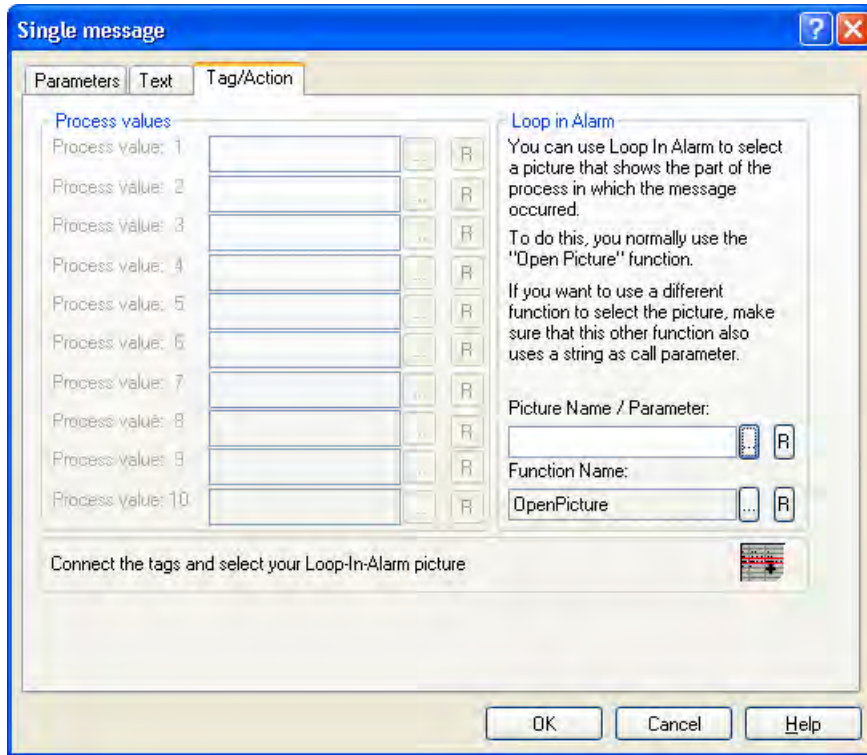 Single message
Parameters
Text
Tag/Action
Process values
Process value: 1
... R
Process value: 2
... R
Process value: 3
... R
Process value: 4
... R
Process value: 5
... R
Process value: 6
... R
Process value: 7
... R
Process value: 8
... R
Process value: 9
... R
Process value: 10
... R
Loop in Alarm
You can use Loop In Alarm to select
a picture that shows the part of the
process in which the message
occurred.
To do this, you normally use the
"Open Picture" function.
If you want to use a different
function to select the picture, make
sure that this other function also
uses a string as call parameter.
Picture Name / Parameter:
... R
Function Name:
OpenPicture ... R
Connect the tags and select your Loop-In-Alarm picture
OK
Cancel
Help